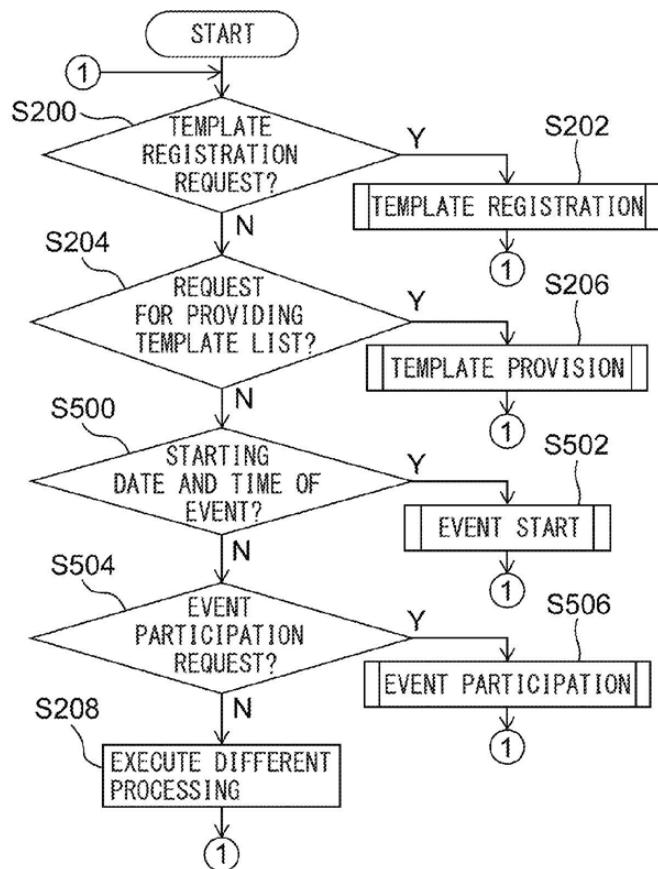 START
1
S200
TEMPLATE
REGISTRATION
REQUEST?
Y
S202
TEMPLATE REGISTRATION
1
N
S204
REQUEST
FOR PROVIDING
TEMPLATE LIST?
Y
S206
TEMPLATE PROVISION
1
N
S500
STARTING
DATE AND TIME OF
EVENT?
Y
S502
EVENT START
1
N
S504
EVENT
PARTICIPATION
REQUEST?
Y
S506
EVENT PARTICIPATION
1
N
S208
EXECUTE DIFFERENT
PROCESSING
1